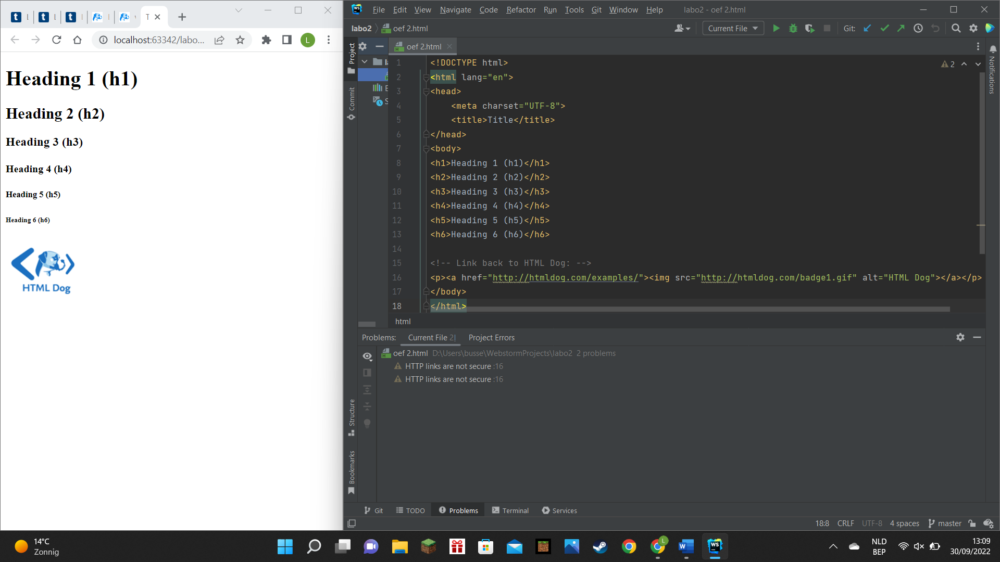 localhost:63342/labo...
L
Heading 1 (h1)
Heading 2 (h2)
Heading 3 (h3)
Heading 4 (h4)
Heading 5 (h5)
Heading 6 (h6)
HTML Dog
File Edit View Navigate Code Refactor Run Tools Git Window Help labo2 - oef 2.html
labo2 oef 2.html Current File Git:
Project
Commit
Structure
Bookmarks
oef 2.html
2
1 <!DOCTYPE html>
2 <html lang="en">
3 <head>
4 <meta charset="UTF-8">
5 <title>Title</title>
6 </head>
7 <body>
8 <h1>Heading 1 (h1)</h1>
9 <h2>Heading 2 (h2)</h2>
10 <h3>Heading 3 (h3)</h3>
11 <h4>Heading 4 (h4)</h4>
12 <h5>Heading 5 (h5)</h5>
13 <h6>Heading 6 (h6)</h6>
14
15 <!-- Link back to HTML Dog: -->
16 <p><a href="http://htmldog.com/examples/"><img src="http://htmldog.com/badge1.gif" alt="HTML Dog"></a></p>
17 </body>
18 </html>
html
Notifications
Problems: Current File 2 Project Errors
oef 2.html D:\Users\busse\WebstormProjects\labo2 2 problems
HTTP links are not secure :16
HTTP links are not secure :16
Git TODO Problems Terminal Services
18:8 CRLF UTF-8 4 spaces master
14°C
Zonnig
NLD
BEP
13:09
30/09/2022